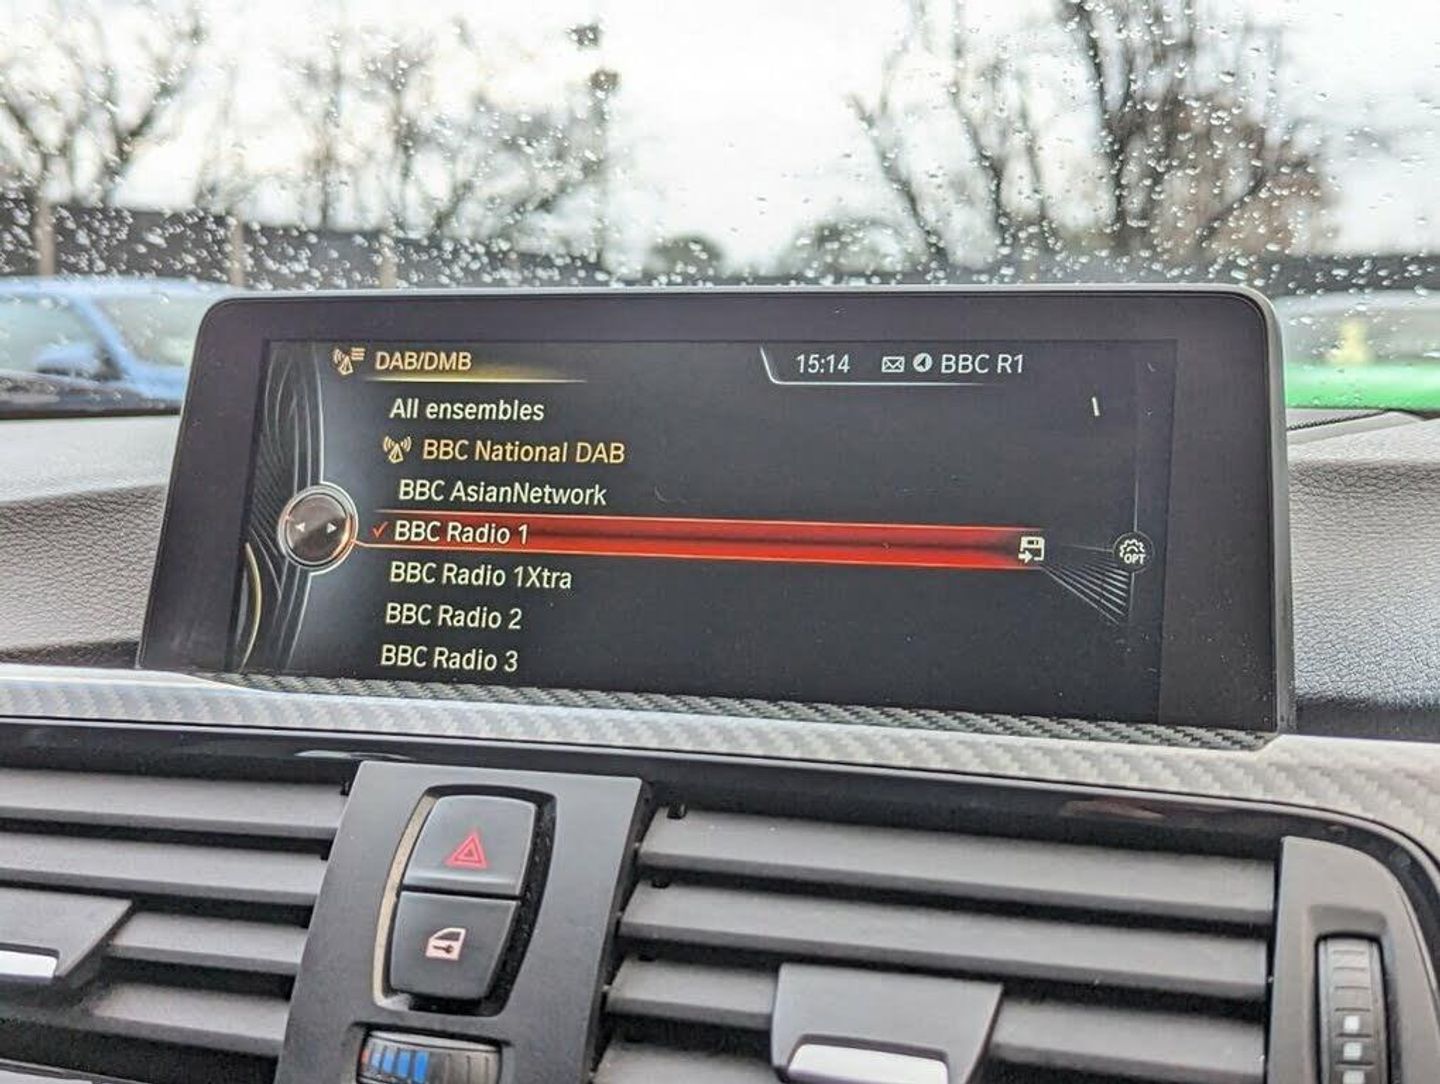 DAB/DMB
15:14 BBC R1
All ensembles
BBC National DAB
BBC AsianNetwork
BBC Radio 1
OPT
BBC Radio 1Xtra
BBC Radio 2
BBC Radio 3